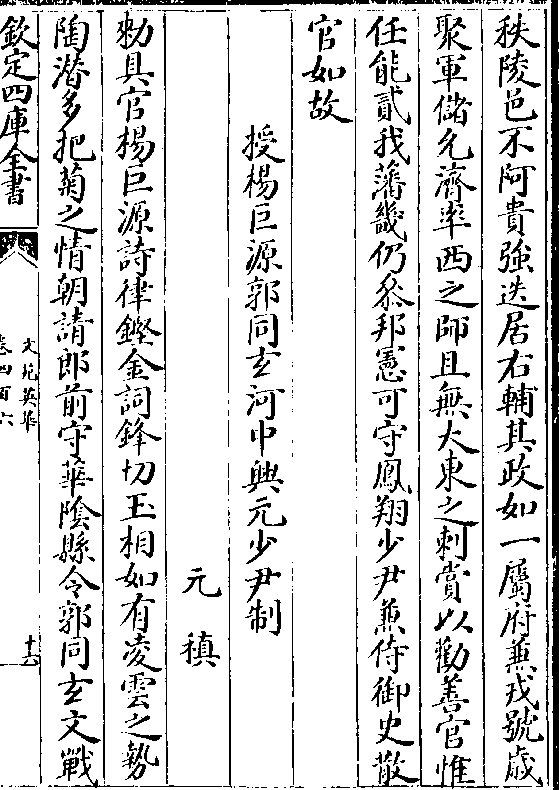 秩陵邑不阿貴強迭居右輔其政如一屬府兼戎號歳
聚軍儲允濟率西之師且無大東之刺賞以勸善官惟
任能貳我藩畿仍叅邦憲可守鳳翔少尹兼侍御史散
官如故
授楊巨源郭同玄河中興元少尹制
元稹
勑具官楊巨源詩律鏗金詞鋒切玉相如有凌雲之勢
陶潛多把菊之情朝請郎前守華隂縣令郭同玄文戰
欽定四庫全書
文苑英華
卷四百六
十六